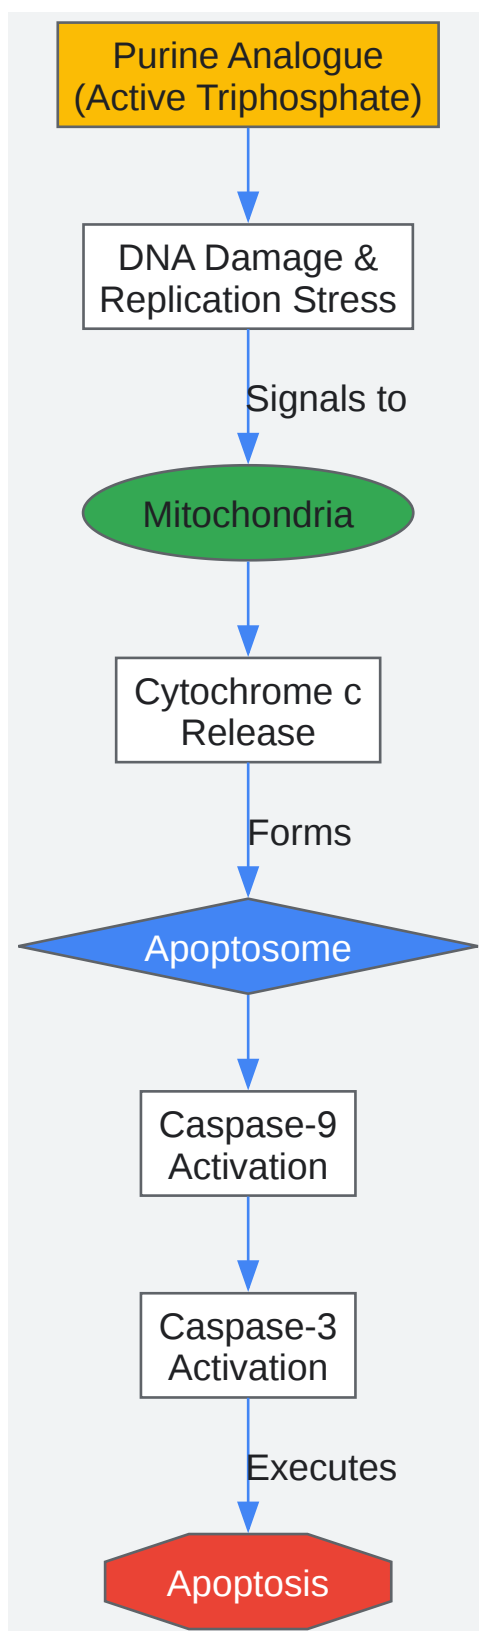 Purine Analogue
(Active Triphosphate)
DNA Damage &
Replication Stress
Signals to
Mitochondria
Cytochrome c
Release
Forms
Apoptosome
Caspase-9
Activation
Caspase-3
Activation
Executes
Apoptosis